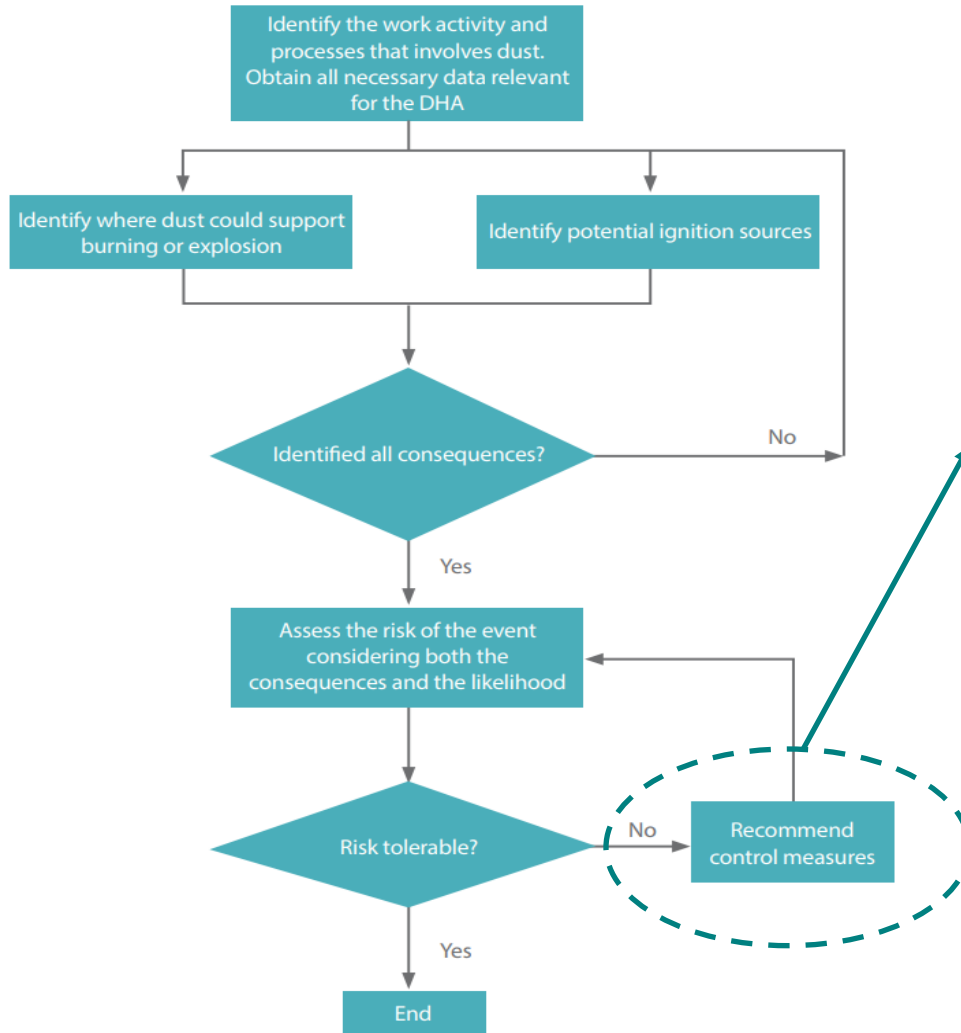 Identify the work activity and
processes that involves dust.
Obtain all necessary data relevant
for the DHA
Identify where dust could support
burning or explosion
Identify potential ignition sources
Identified all consequences?
No
Yes
Assess the risk of the event
considering both the
consequences and the likelihood
Risk tolerable?
No
Recommend
control measures
Yes
End